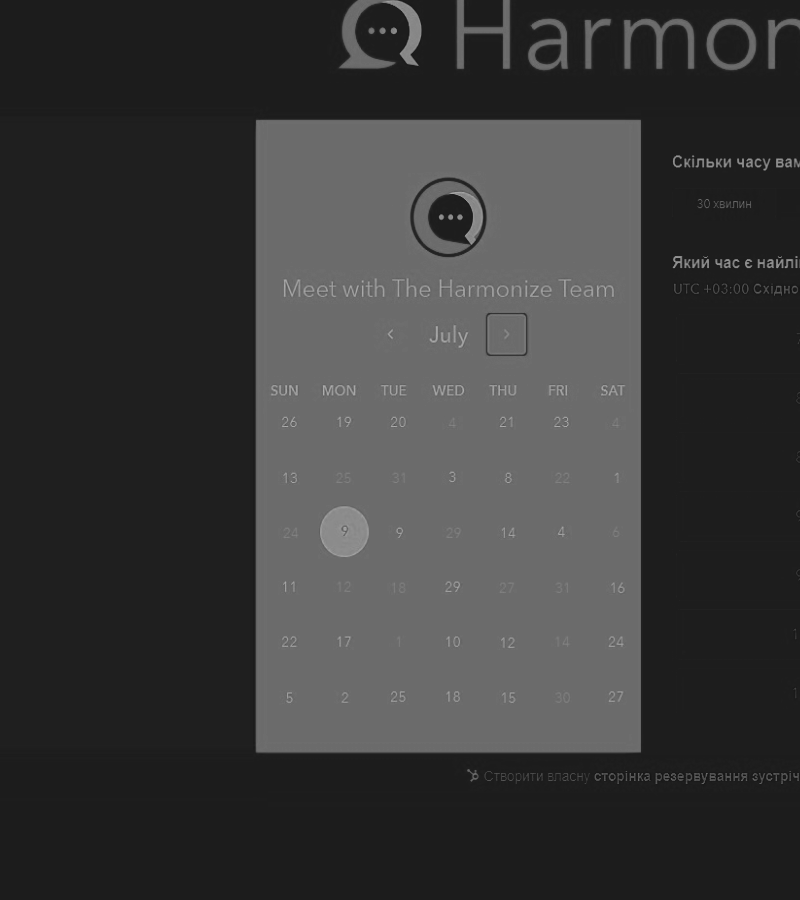 Harmon
Скільки часу вам
30 хвилин
Який час є найлі
UTC +03:00 Східно
Meet with The Harmonize Team
July
SUN MON TUE WED THU FRI SAT
26 19 20 4 21 23 4
13 25 31 3 8 22 1
24 9 9 29 14 4 6
11 12 18 29 27 31 16
22 17 1 10 12 14 24
5 2 25 18 15 30 27
Створити власну сторінка резервування зустріч